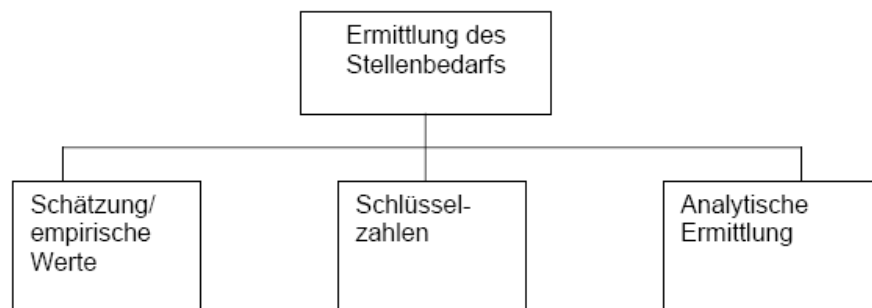 Ermittlung des
Stellenbedarfs
Schätzung/
empirische
Werte
Schlüssel-
zahlen
Analytische
Ermittlung